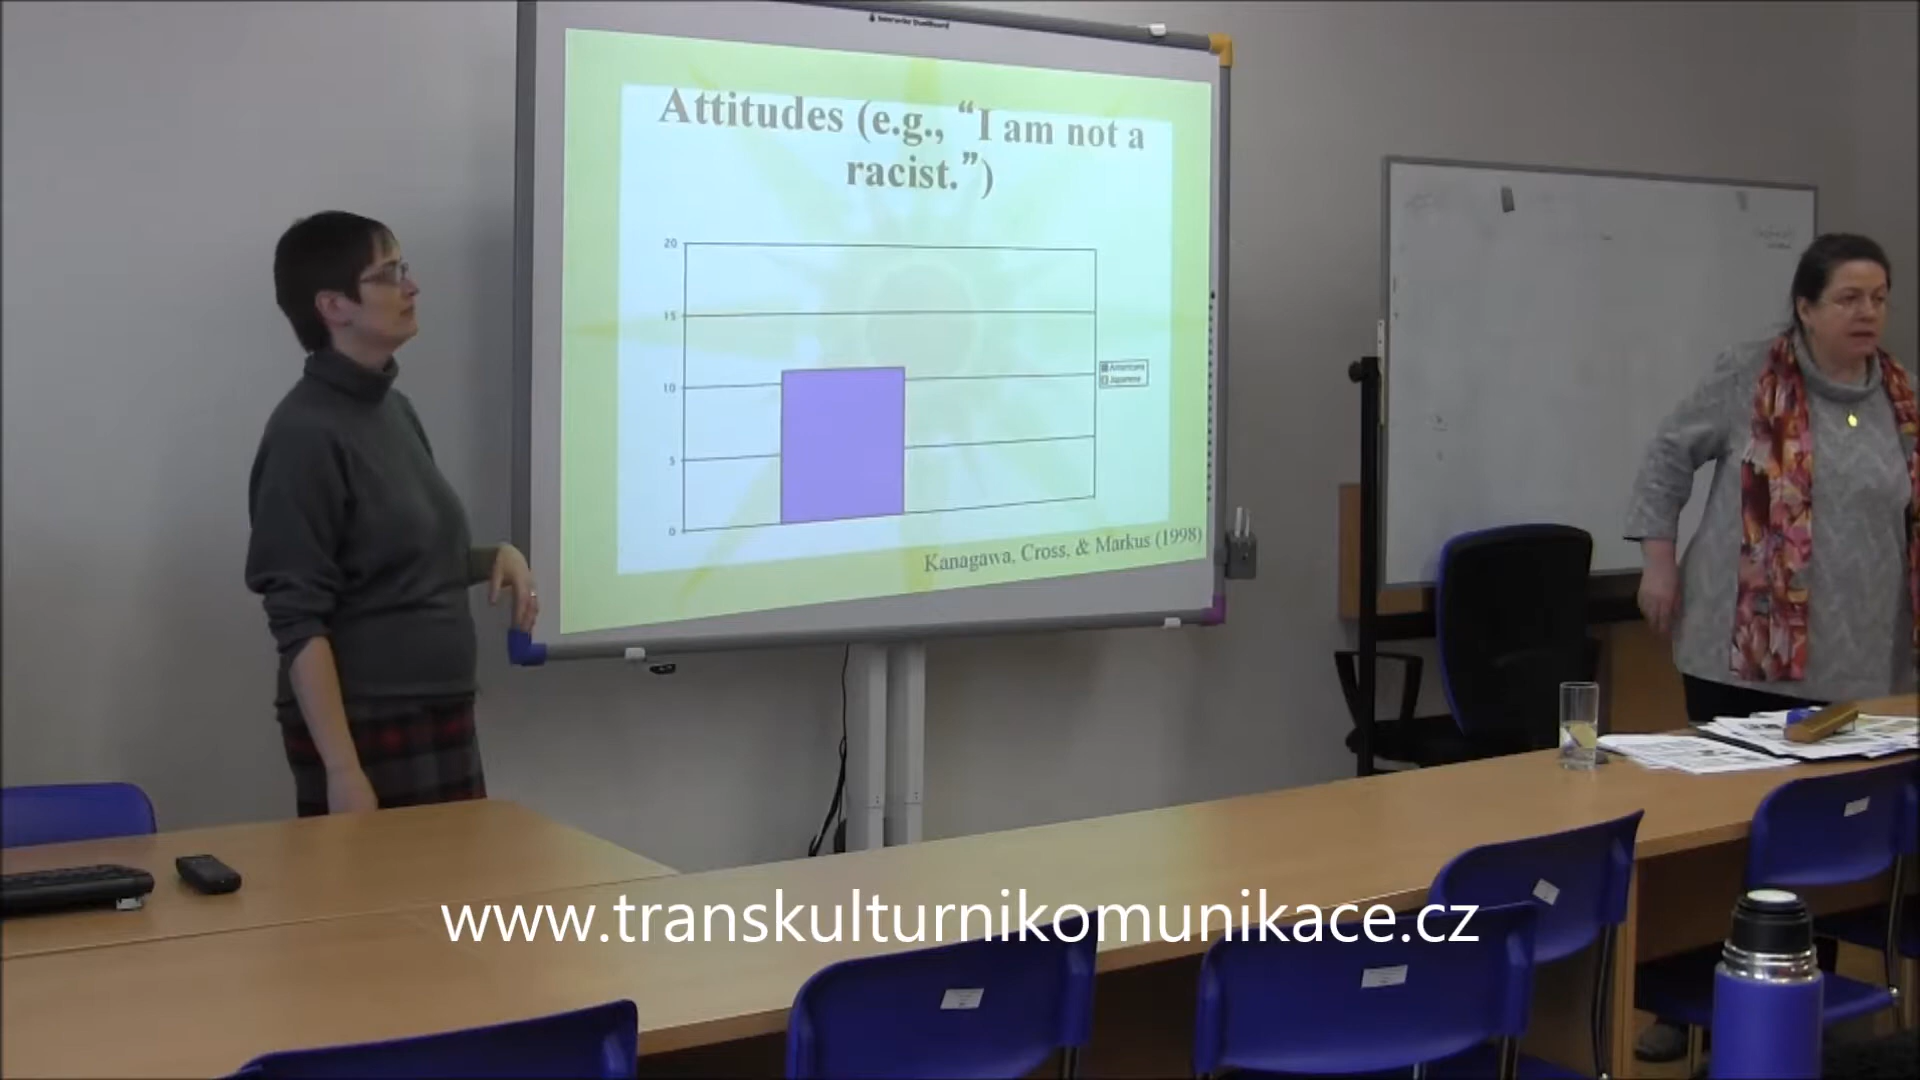 Attitudes (e.g., “I am not a
racist.”)
20
15
10
5
0
Americans
Japanese
Kanagawa, Cross, & Markus (1998)
www.transkulturnikomunikace.cz